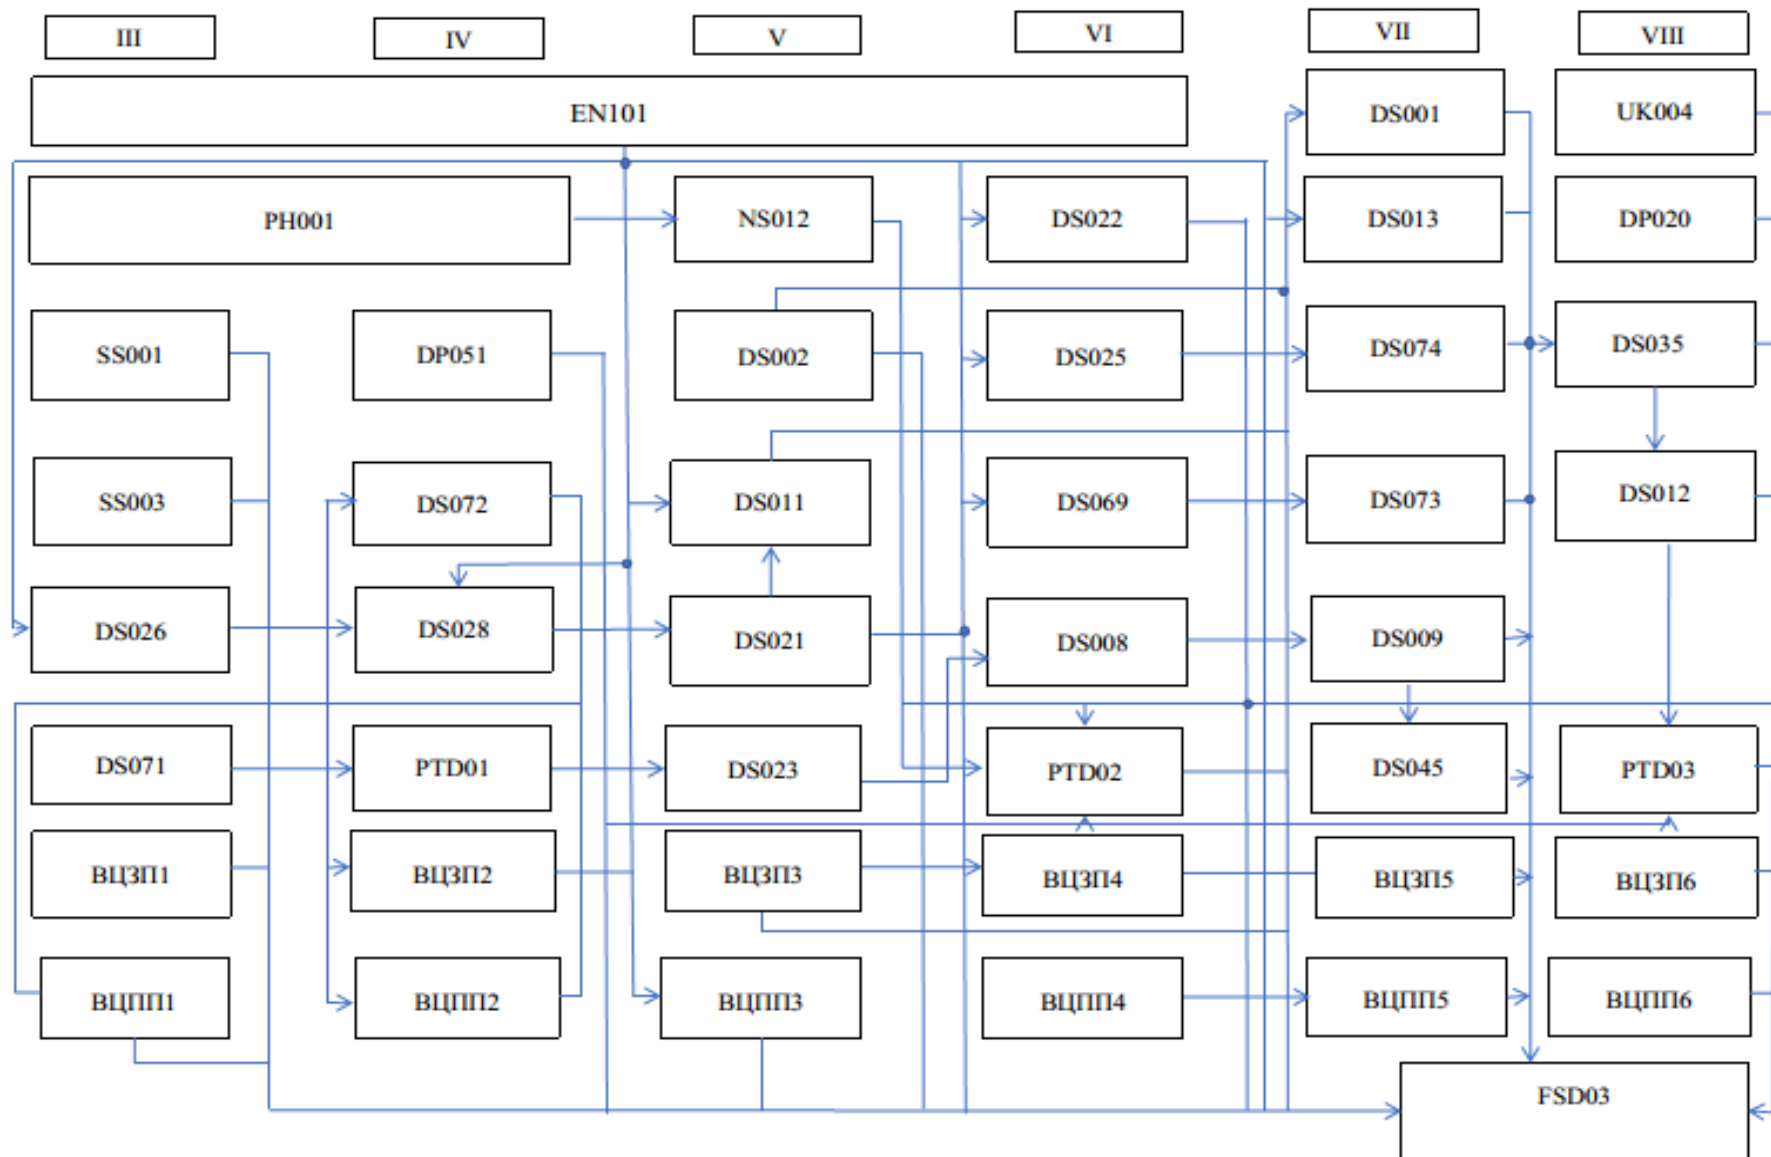 III IV V VI VII VIII
EN101 DS001 UK004
PH001 NS012 DS022 DS013 DP020
SS001 DP051 DS002 DS025 DS074 DS035
SS003 DS072 DS011 DS069 DS073 DS012
DS026 DS028 DS021 DS008 DS009
DS071 PTD01 DS023 PTD02 DS045 PTD03
ВЦЗП1 ВЦЗП2 ВЦЗП3 ВЦЗП4 ВЦЗП5 ВЦЗП6
ВЦПП1 ВЦПП2 ВЦПП3 ВЦПП4 ВЦПП5 ВЦПП6
FSD03